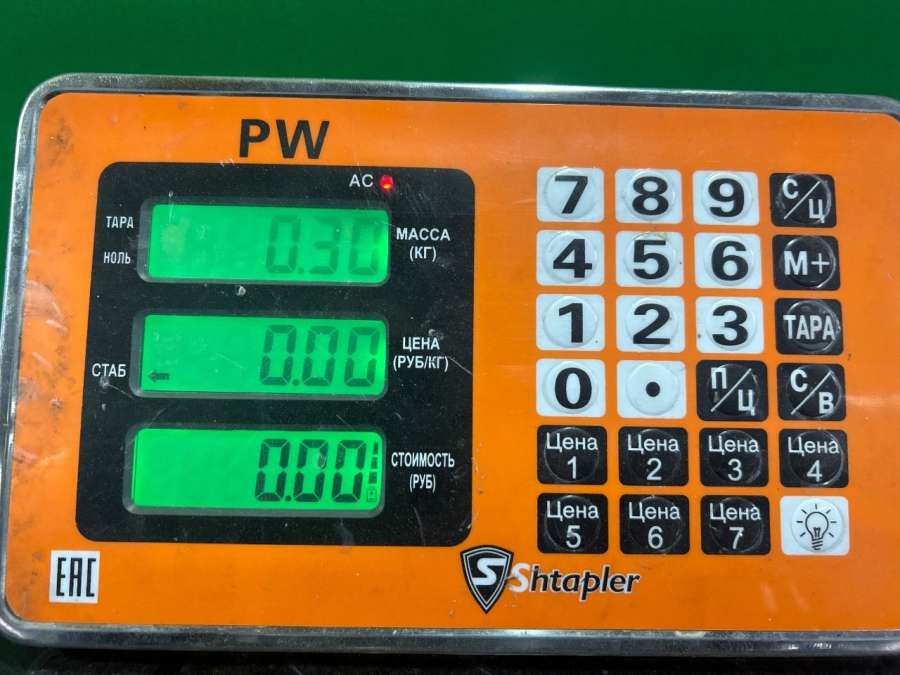 PW
AC
ТАРА
НОЛЬ
0.30
МАССА
(КГ)
СТАБ
0.00
ЦЕНА
(РУБ/КГ)
0.00
СТОИМОСТЬ
(РУБ)
7 8 9 С/Ц
4 5 6 М+
1 2 3 ТАРА
0 . П/Ц С/В
Цена 1 Цена 2 Цена 3 Цена 4
Цена 5 Цена 6 Цена 7
EAC
S Shtapler